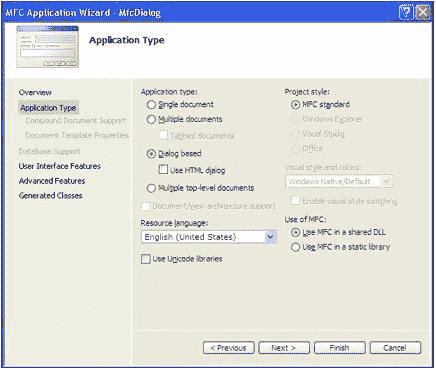 MFC Application Wizard - MfcDialog
Application Type
Overview
Application Type
Compound Document Support
Document Template Properties
Database Support
User Interface Features
Advanced Features
Generated Classes
Application type:
Single document
Multiple documents
Tabbed documents
Dialog based
Use HTML dialog
Multiple top-level documents
Document/View architecture support
Resource language:
English (United States)
Use Unicode libraries
Project style:
MFC standard
Windows Explorer
Visual Studio
Office
Visual style and colors:
Windows Native/Default
Enable visual style switching
Use of MFC:
Use MFC in a shared DLL
Use MFC in a static library
< Previous
Next >
Finish
Cancel